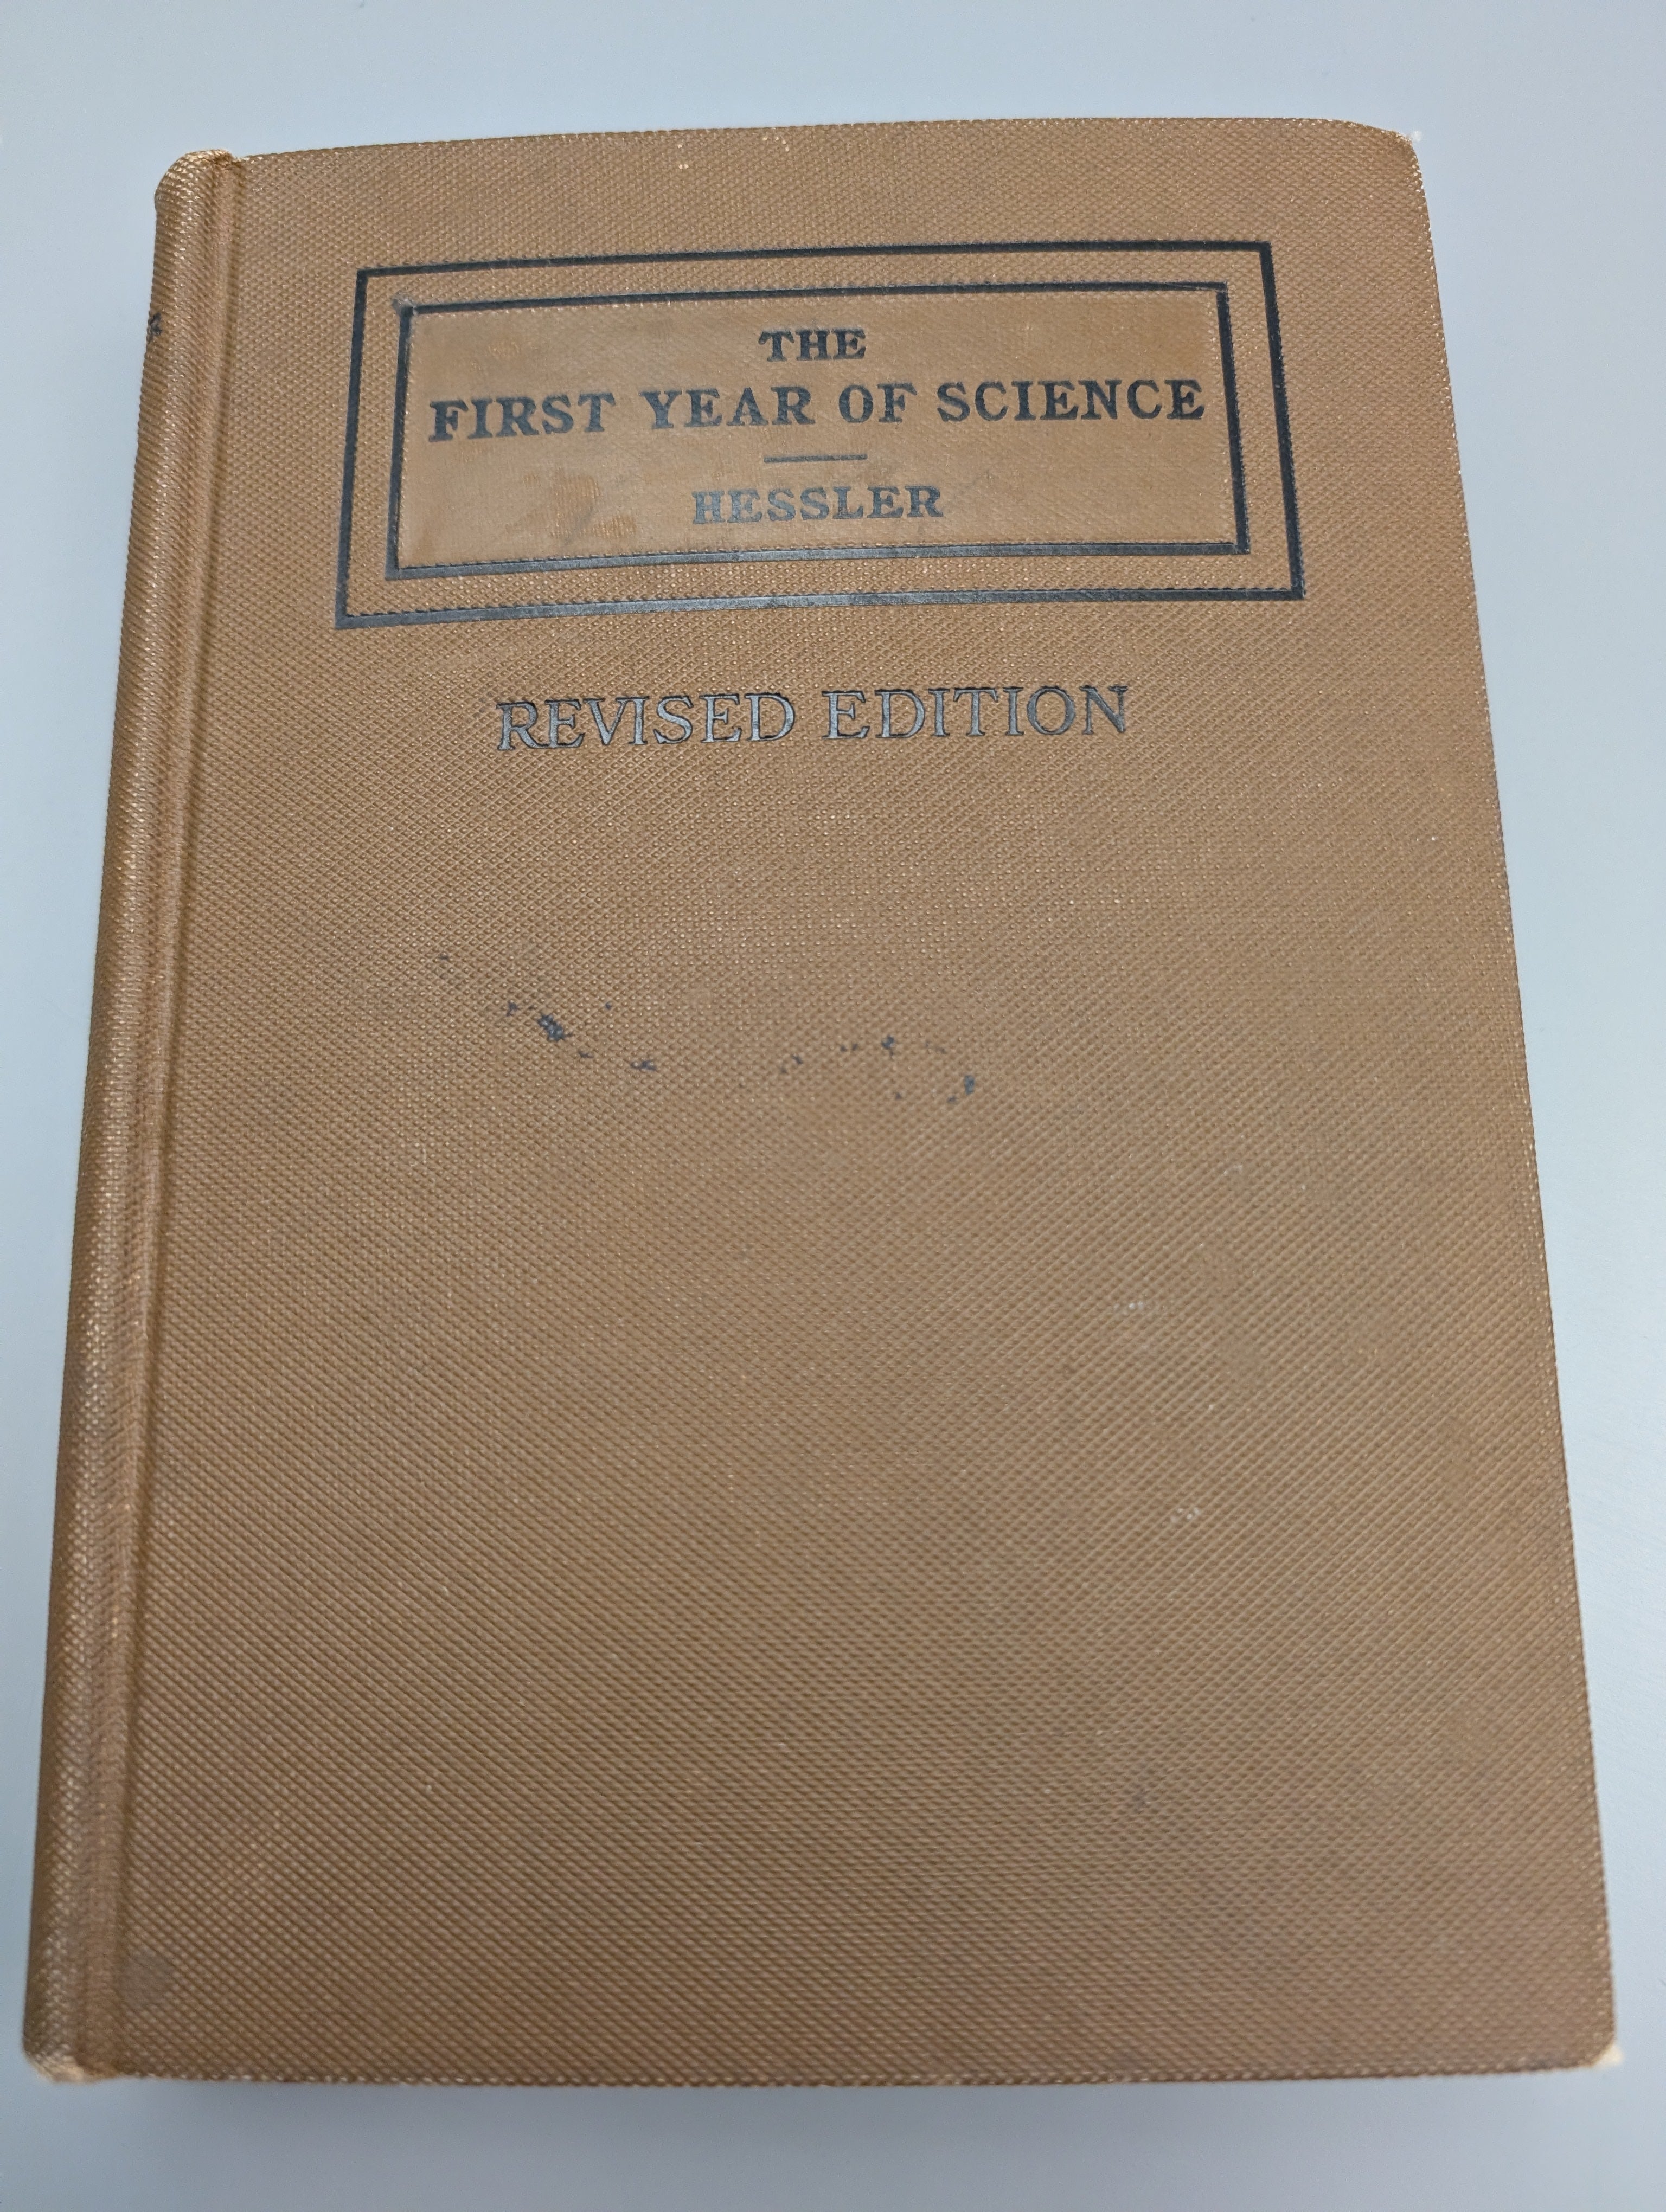 THE
FIRST YEAR OF SCIENCE
HESSLER
REVISED EDITION